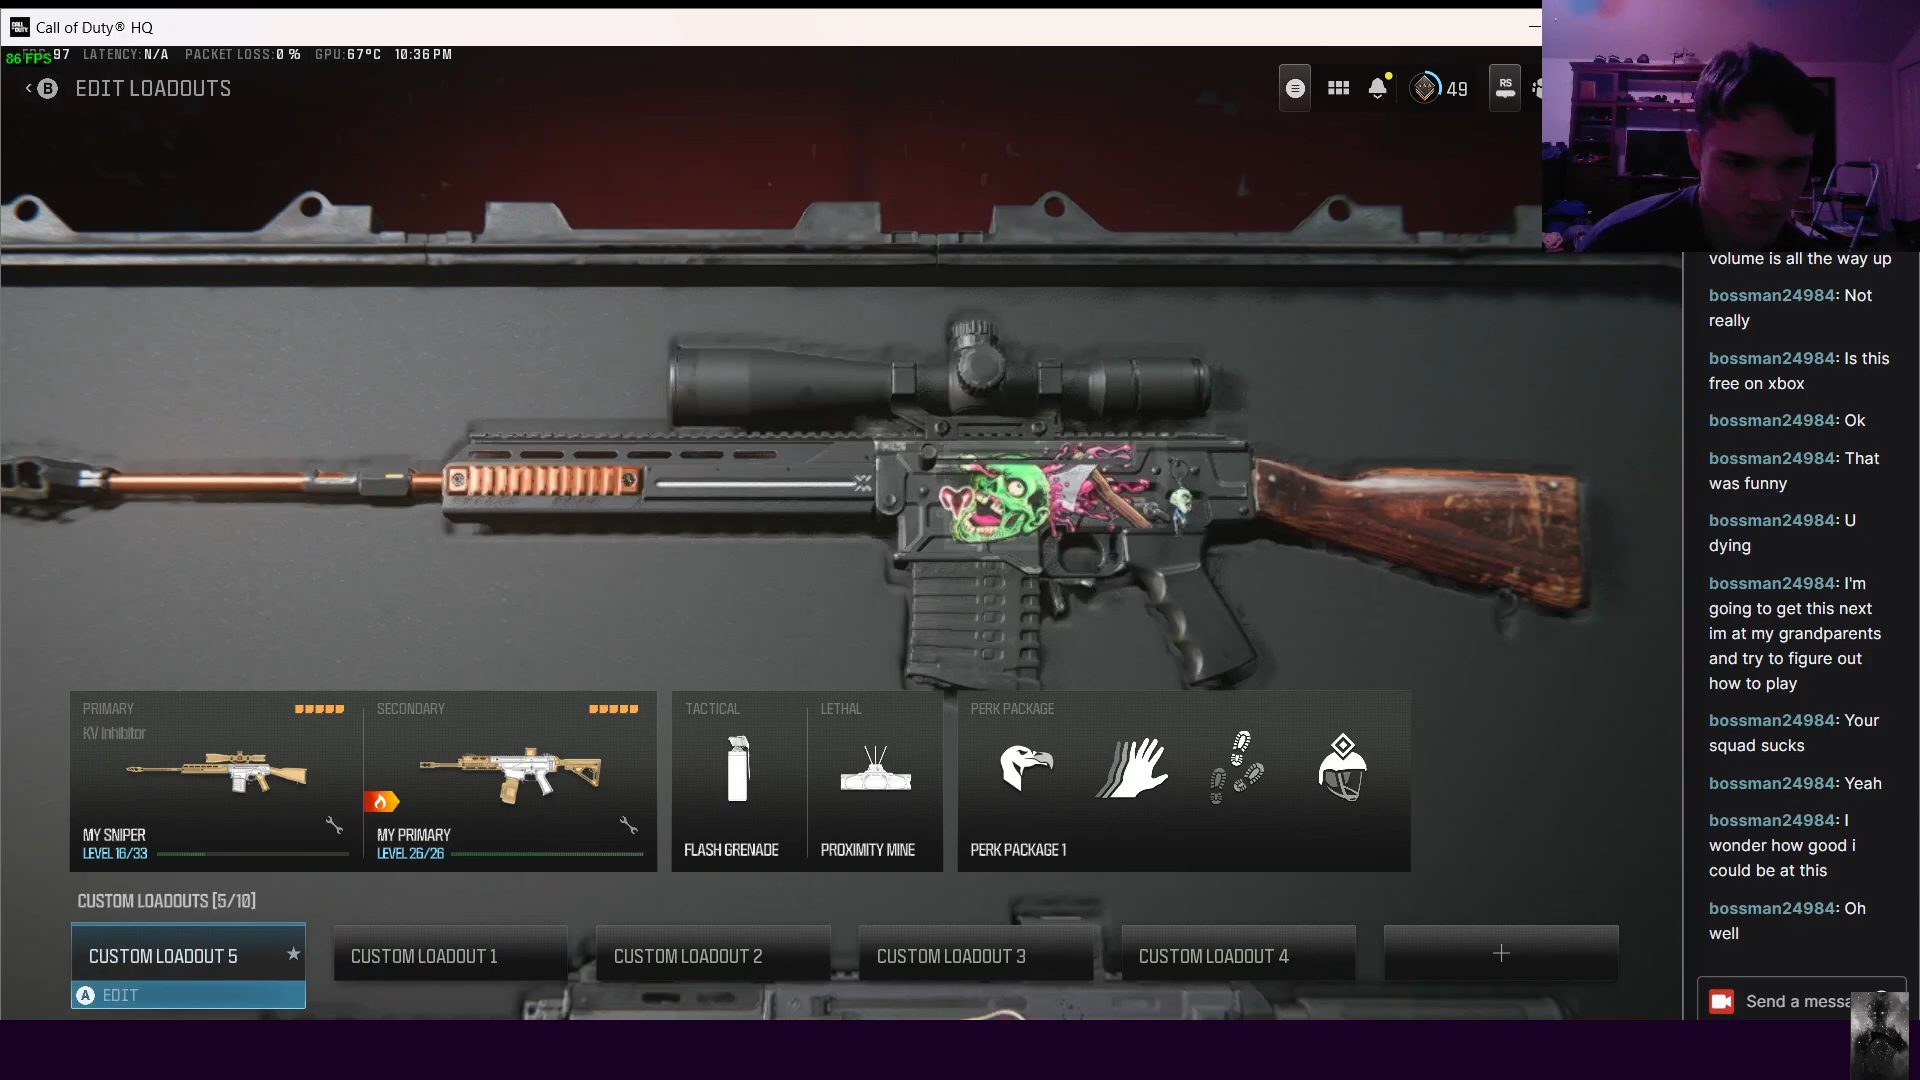 Call of Duty® HQ
86 FPS 97 LATENCY: N/A PACKET LOSS: 0 % GPU: 67°C 10:36 PM
B EDIT LOADOUTS
49
RS
volume is all the way up
bossman24984: Not
really
bossman24984: Is this
free on xbox
bossman24984: Ok
bossman24984: That
was funny
bossman24984: U
dying
bossman24984: I'm
going to get this next
im at my grandparents
and try to figure out
how to play
bossman24984: Your
squad sucks
bossman24984: Yeah
bossman24984: I
wonder how good i
could be at this
bossman24984: Oh
well
Send a messa
PRIMARY
KV Inhibitor
MY SNIPER
LEVEL 16/33
SECONDARY
MY PRIMARY
LEVEL 26/26
TACTICAL
FLASH GRENADE
LETHAL
PROXIMITY MINE
PERK PACKAGE
PERK PACKAGE 1
CUSTOM LOADOUTS [5/10]
CUSTOM LOADOUT 5
A EDIT
CUSTOM LOADOUT 1
CUSTOM LOADOUT 2
CUSTOM LOADOUT 3
CUSTOM LOADOUT 4